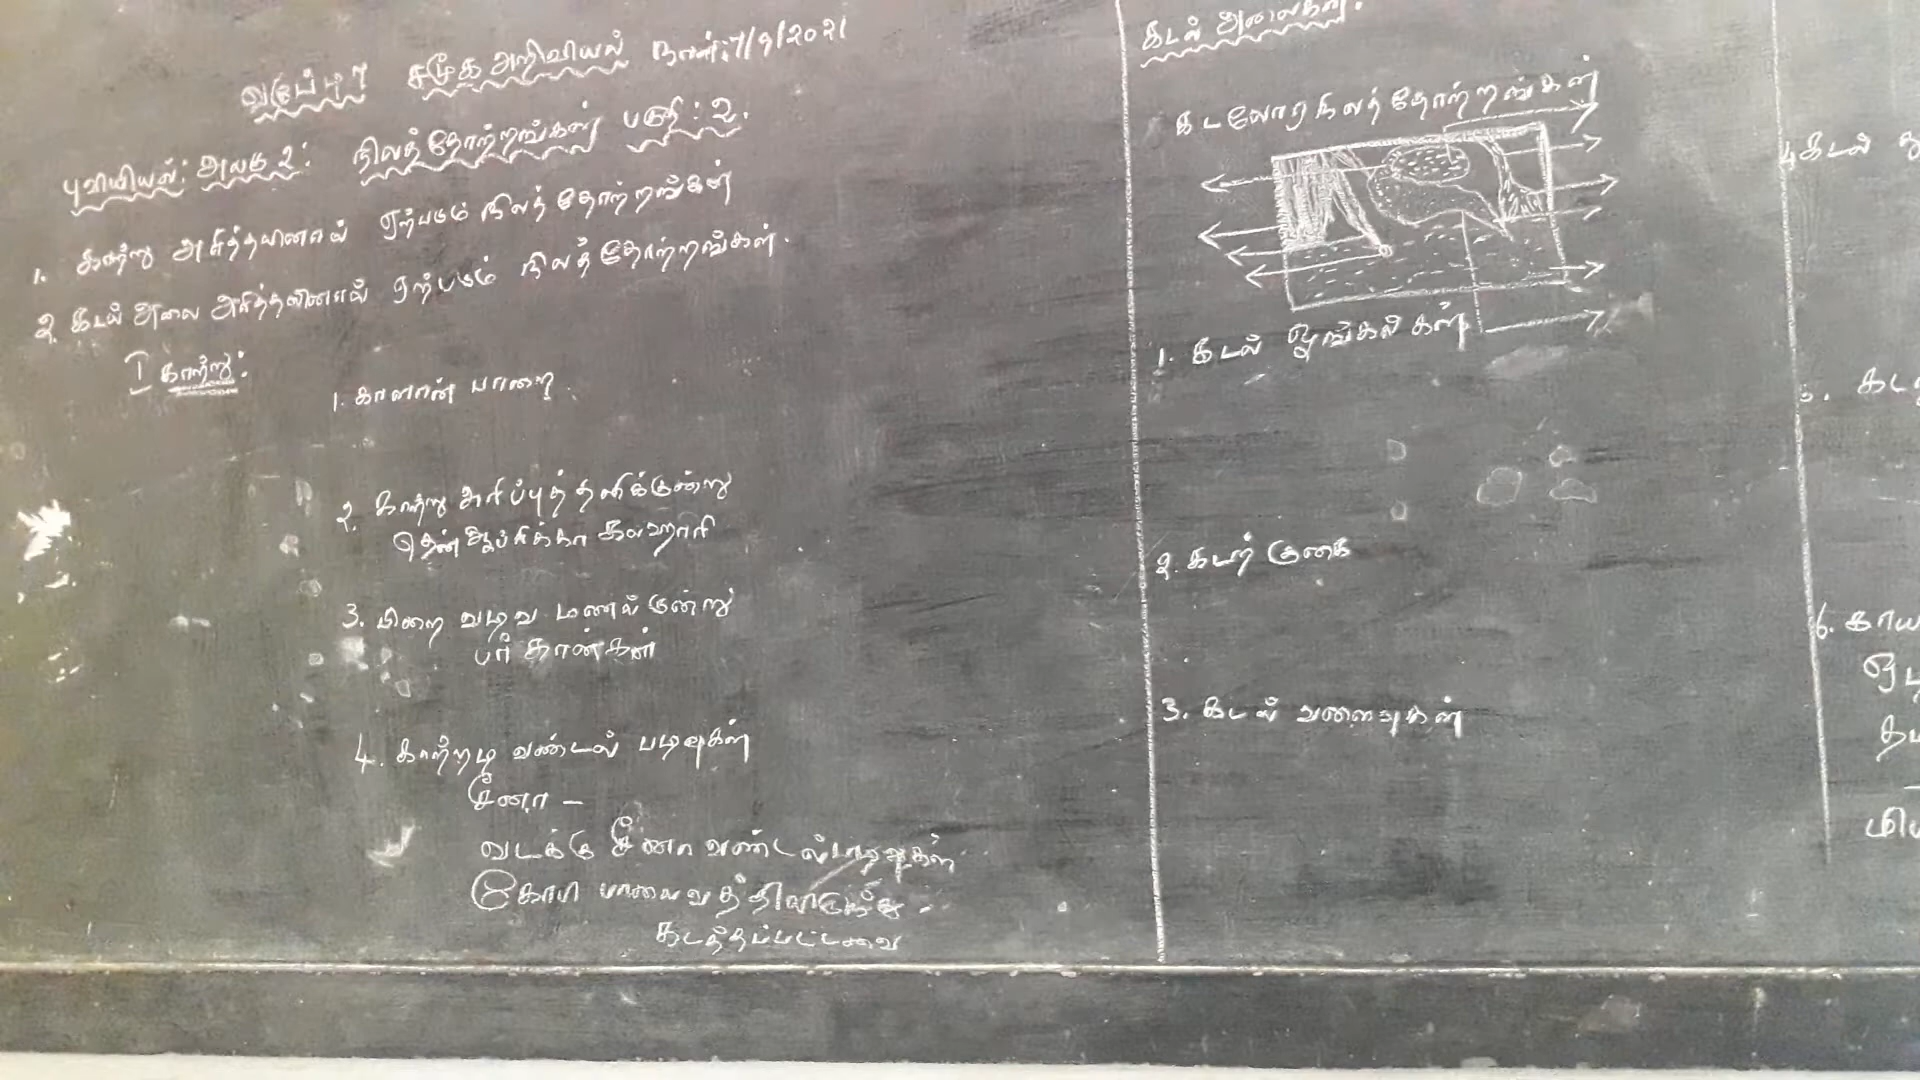 வகுப்பு 7 சமூக அறிவியல் நாள்: 7/9/2021
புவியியல்: அலகு 2: நிலத்தோற்றங்கள் பகுதி: 2.
1. காற்று அரித்தலினால் ஏற்படும் நிலத்தோற்றங்கள்
2. கடல் அலை அரித்தலினால் ஏற்படும் நிலத்தோற்றங்கள்.
I காற்று:
1. காளான் பாறை.
2. காற்று அரிப்புத் தனிக்குன்று
தென் ஆப்பிரிக்கா கலஹாரி
3. பிறை வடிவ மணல் குன்று
பர்கான்கள்
4. காற்றடி வண்டல் படிவுகள்
சீனா –
வடக்கு சீனா வண்டல் படிவுகள்
கோபி பாலைவத்திலிருந்து
கடத்தப்பட்டவை
கடல் அலைகள்:
கடலோர நிலத்தோற்றங்கள்
1. கடல் ஓங்கல்கள்
2. கடற் குகை
3. கடல் வளைவுகள்
4 கடல்
6. காய